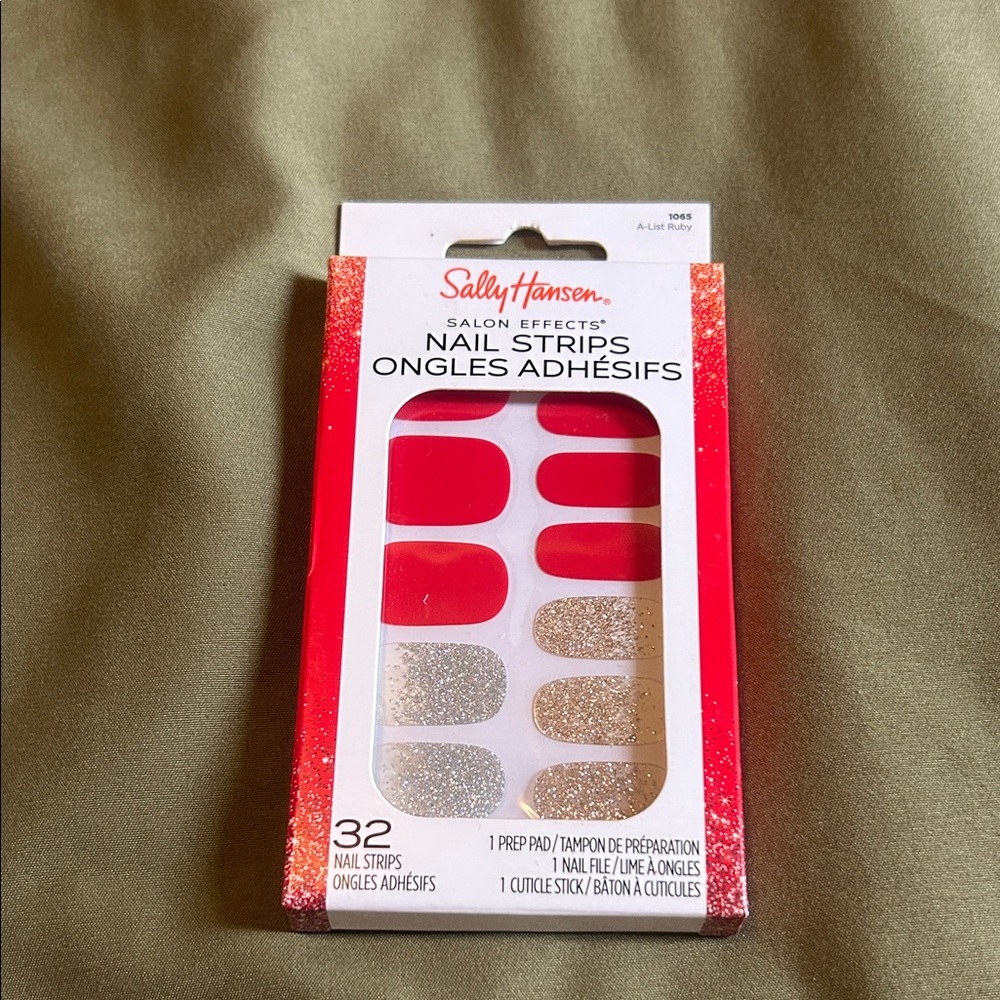 1065
A-List Ruby
Sally Hansen®
SALON EFFECTS®
NAIL STRIPS
ONGLES ADHÉSIFS
32
NAIL STRIPS
ONGLES ADHÉSIFS
1 PREP PAD/TAMPON DE PRÉPARATION
1 NAIL FILE/LIME À ONGLES
1 CUTICLE STICK/BÂTON À CUTICULES